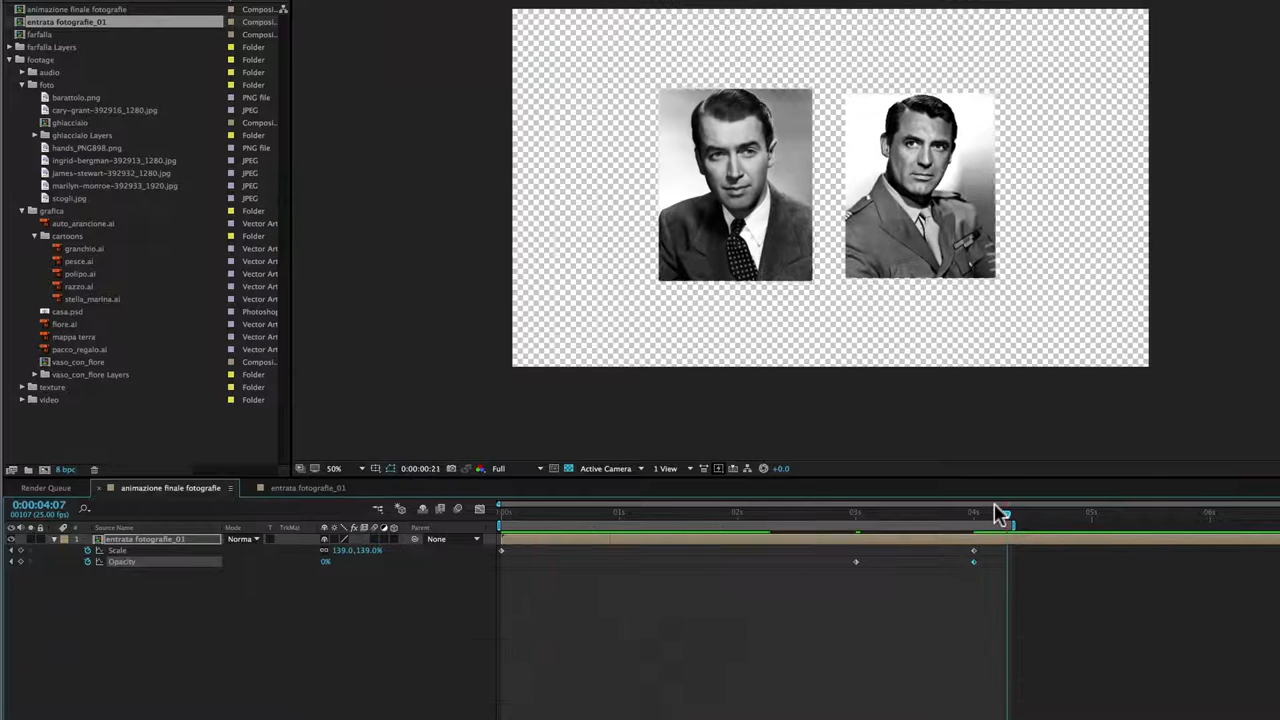 animazione finale fotografie Composi..
entrata fotografie_01 Composi..
farfalla Composi..
farfalla Layers Folder
footage Folder
audio Folder
foto Folder
barattolo.png PNG file
cary-grant-392916_1280.jpg JPEG
ghiacciaio Composi..
ghiacciaio Layers Folder
hands_PNG898.png PNG file
ingrid-bergman-392913_1280.jpg JPEG
james-stewart-392932_1280.jpg JPEG
marilyn-monroe-392933_1920.jpg JPEG
scogli.jpg JPEG
grafica Folder
auto_arancione.ai Vector Art
cartoons Folder
granchio.ai Vector Art
pesce.ai Vector Art
polipo.ai Vector Art
razzo.ai Vector Art
stella_marina.ai Vector Art
casa.psd Photoshop
fiore.ai Vector Art
mappa terra Vector Art
pacco_regalo.ai Vector Art
vaso_con_fiore Composi..
vaso_con_fiore Layers Folder
texture Folder
video Folder
8 bpc 50% 0:00:00:21 Full Active Camera 1 View +0.0
Render Queue × animazione finale fotografie entrata fotografie_01
0:00:04:07
00107 (25.00 fps)
:00s 01s 02s 03s 04s 05s 06s
# Source Name Mode T TrkMat Parent
1 entrata fotografie_01 Norma None
Scale 139.0,139.0%
Opacity 0%